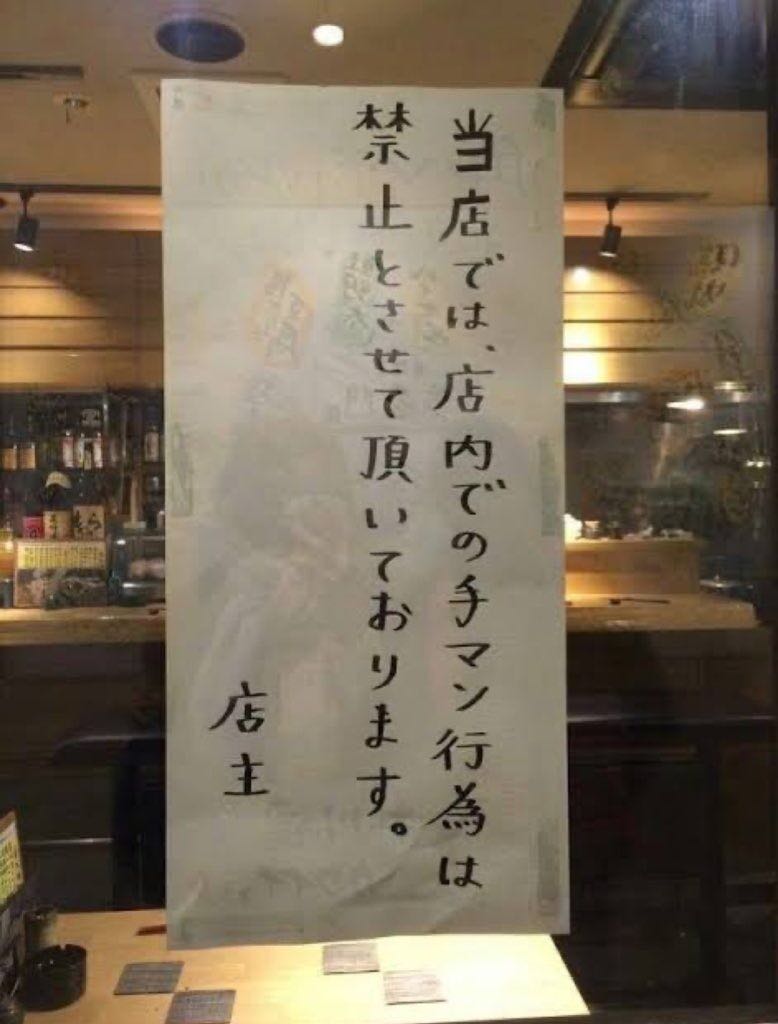 当店では、店内での手マン行為は
禁止とさせて頂いております。
店主